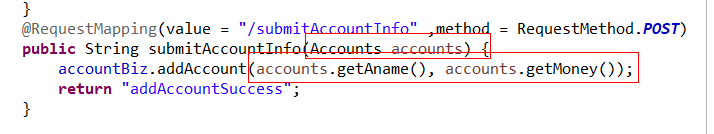 }
@RequestMapping(value = "/submitAccountInfo" ,method = RequestMethod.POST)
public String submitAccountInfo(Accounts accounts) {
accountBiz.addAccount(accounts.getAname(), accounts.getMoney());
return "addAccountSuccess";
}